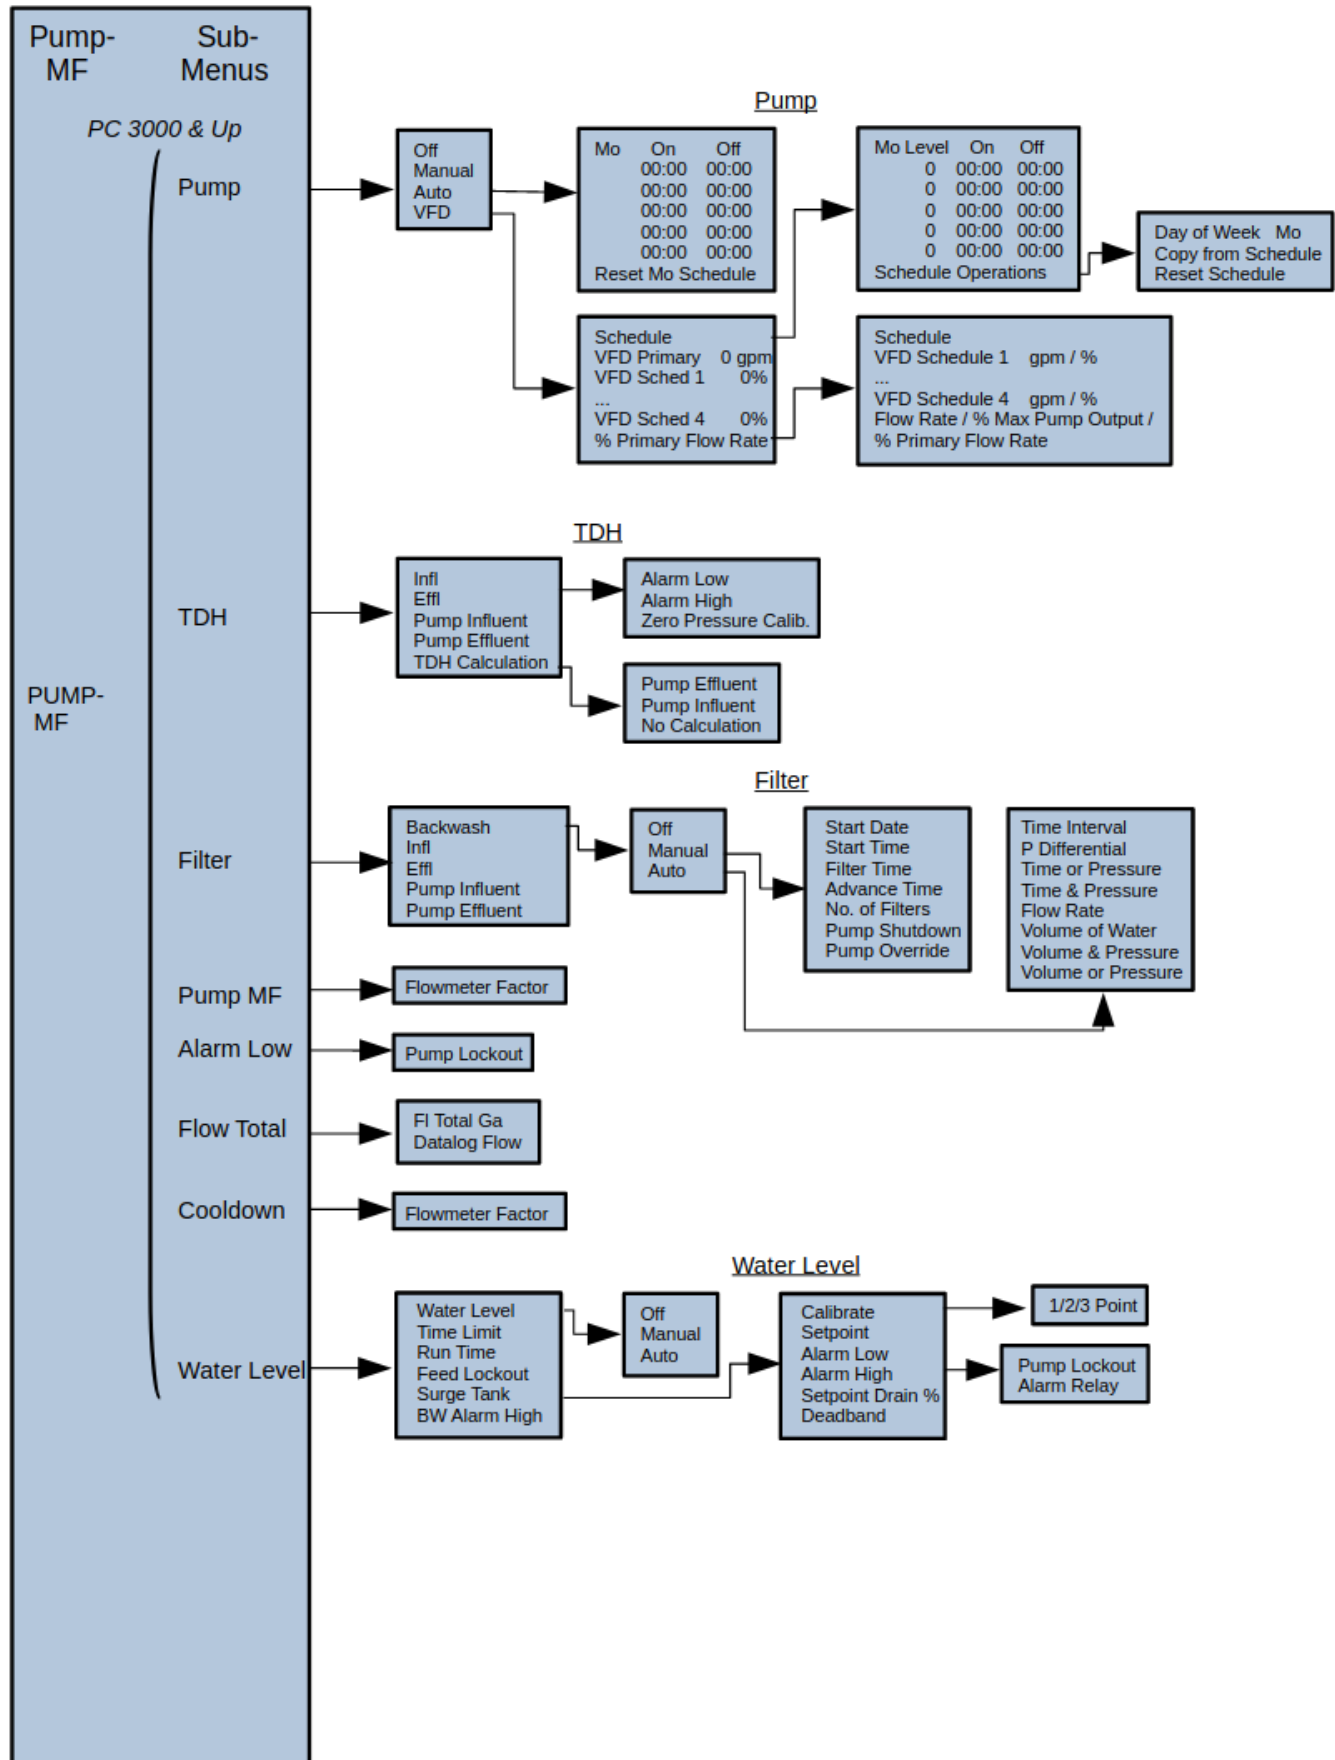 Pump-
MF
Sub-
Menus
PC 3000 & Up
PUMP-
MF
Pump
TDH
Filter
Pump MF
Alarm Low
Flow Total
Cooldown
Water Level
Pump
Off
Manual
Auto
VFD
Mo On Off
00:00 00:00
00:00 00:00
00:00 00:00
00:00 00:00
00:00 00:00
Reset Mo Schedule
Mo Level On Off
0 00:00 00:00
0 00:00 00:00
0 00:00 00:00
0 00:00 00:00
0 00:00 00:00
Schedule Operations
Day of Week Mo
Copy from Schedule
Reset Schedule
Schedule
VFD Primary 0 gpm
VFD Sched 1 0%
...
VFD Sched 4 0%
% Primary Flow Rate
Schedule
VFD Schedule 1 gpm / %
...
VFD Schedule 4 gpm / %
Flow Rate / % Max Pump Output /
% Primary Flow Rate
TDH
Infl
Effl
Pump Influent
Pump Effluent
TDH Calculation
Alarm Low
Alarm High
Zero Pressure Calib.
Pump Effluent
Pump Influent
No Calculation
Filter
Backwash
Infl
Effl
Pump Influent
Pump Effluent
Off
Manual
Auto
Start Date
Start Time
Filter Time
Advance Time
No. of Filters
Pump Shutdown
Pump Override
Time Interval
P Differential
Time or Pressure
Time & Pressure
Flow Rate
Volume of Water
Volume & Pressure
Volume or Pressure
Flowmeter Factor
Pump Lockout
Fl Total Ga
Datalog Flow
Flowmeter Factor
Water Level
Water Level
Time Limit
Run Time
Feed Lockout
Surge Tank
BW Alarm High
Off
Manual
Auto
Calibrate
Setpoint
Alarm Low
Alarm High
Setpoint Drain %
Deadband
1/2/3 Point
Pump Lockout
Alarm Relay